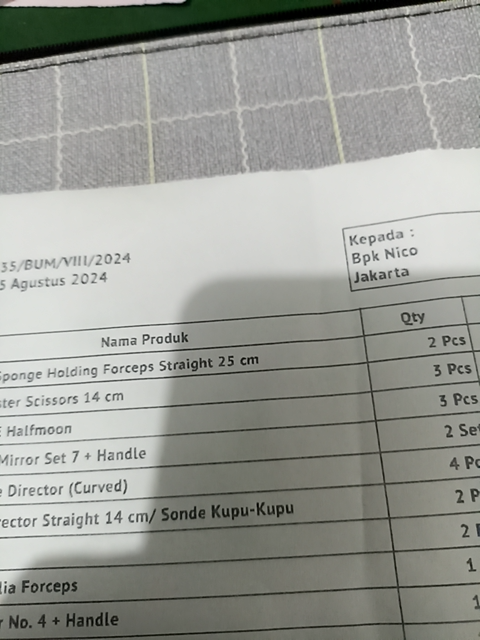 35/BUM/VIII/2024
5 Agustus 2024
Kepada :
Bpk Nico
Jakarta
Nama Produk Qty
Sponge Holding Forceps Straight 25 cm 2 Pcs
ter Scissors 14 cm 3 Pcs
Halfmoon 3 Pcs
Mirror Set 7 + Handle 2 Set
Director (Curved) 4 Pc
rector Straight 14 cm/ Sonde Kupu-Kupu 2 P
2
lia Forceps 1
No. 4 + Handle 1